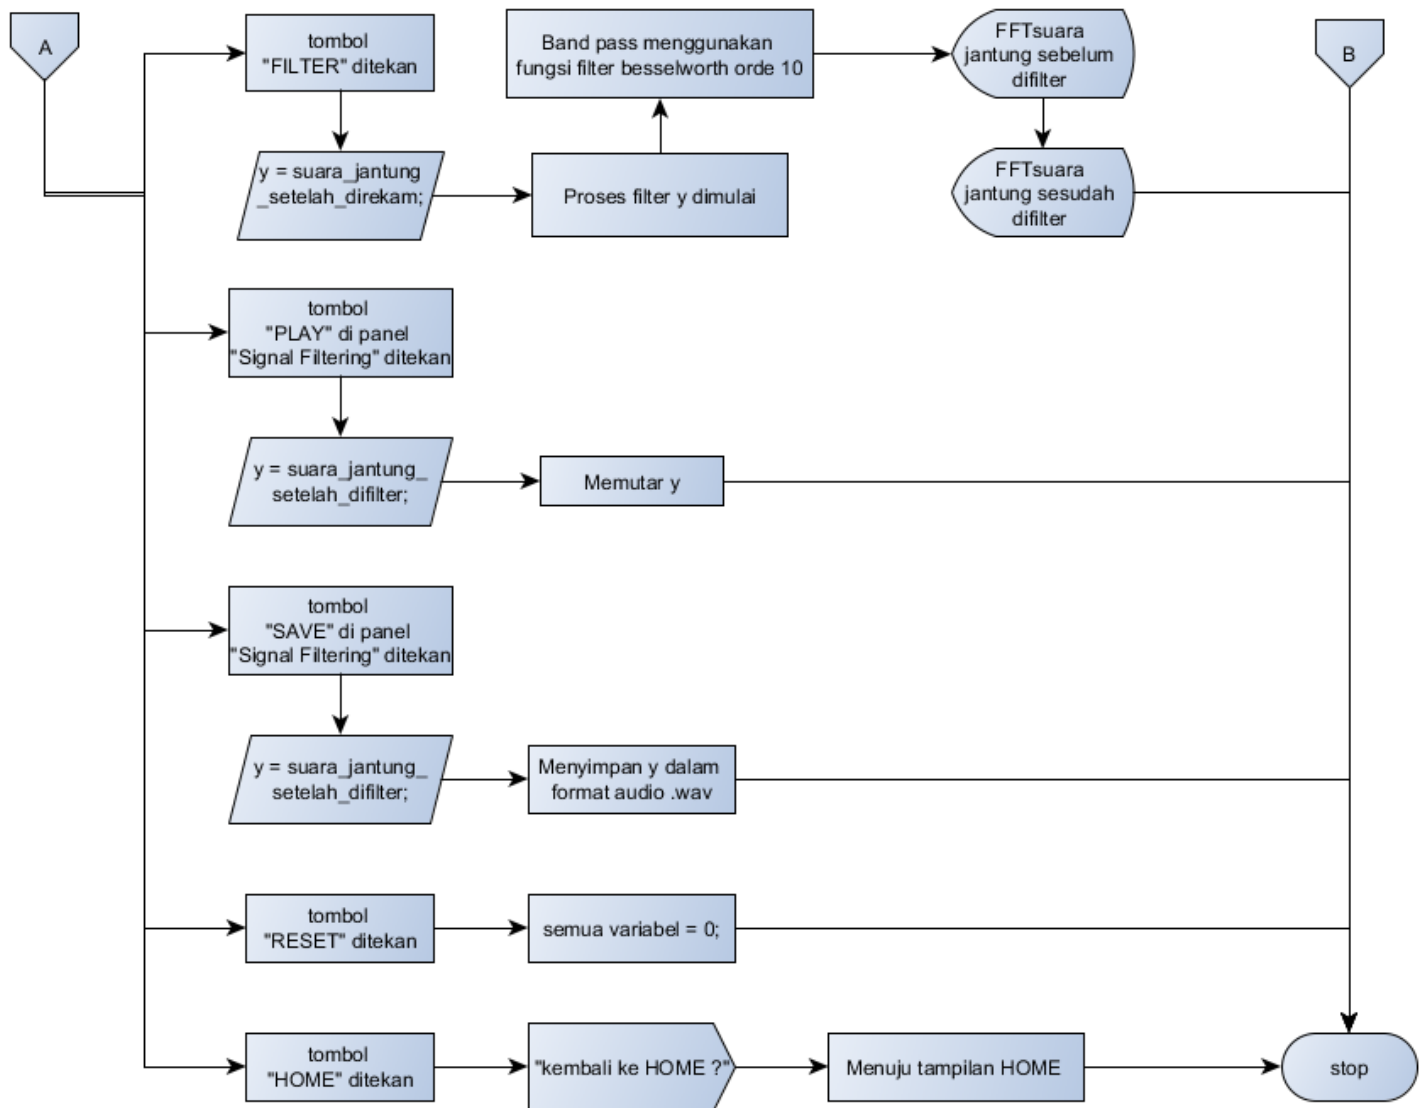 A
tombol
"FILTER" ditekan
Band pass menggunakan
fungsi filter besselworth orde 10
FFTsuara
jantung sebelum
difilter
B
y = suara_jantung
_setelah_direkam;
Proses filter y dimulai
FFTsuara
jantung sesudah
difilter
tombol
"PLAY" di panel
"Signal Filtering" ditekan
y = suara_jantung_
setelah_difilter;
Memutar y
tombol
"SAVE" di panel
"Signal Filtering" ditekan
y = suara_jantung_
setelah_difilter;
Menyimpan y dalam
format audio .wav
tombol
"RESET" ditekan
semua variabel = 0;
tombol
"HOME" ditekan
"kembali ke HOME ?"
Menuju tampilan HOME
stop